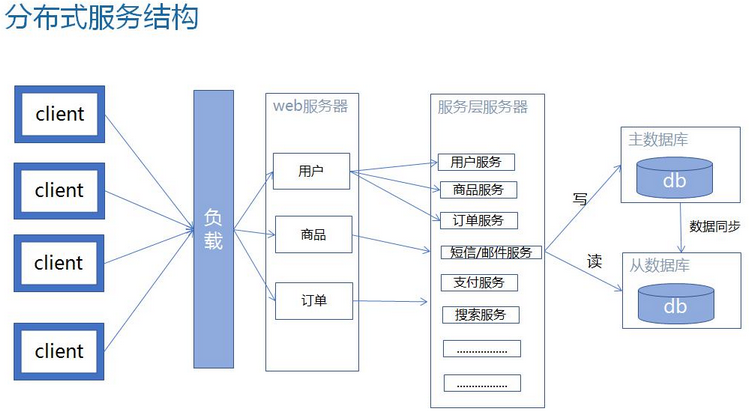 分布式服务结构
client
client
client
client
负载
web服务器
用户
商品
订单
服务层服务器
用户服务
商品服务
订单服务
短信/邮件服务
支付服务
搜索服务
.................
.................
写
读
主数据库
db
数据同步
从数据库
db